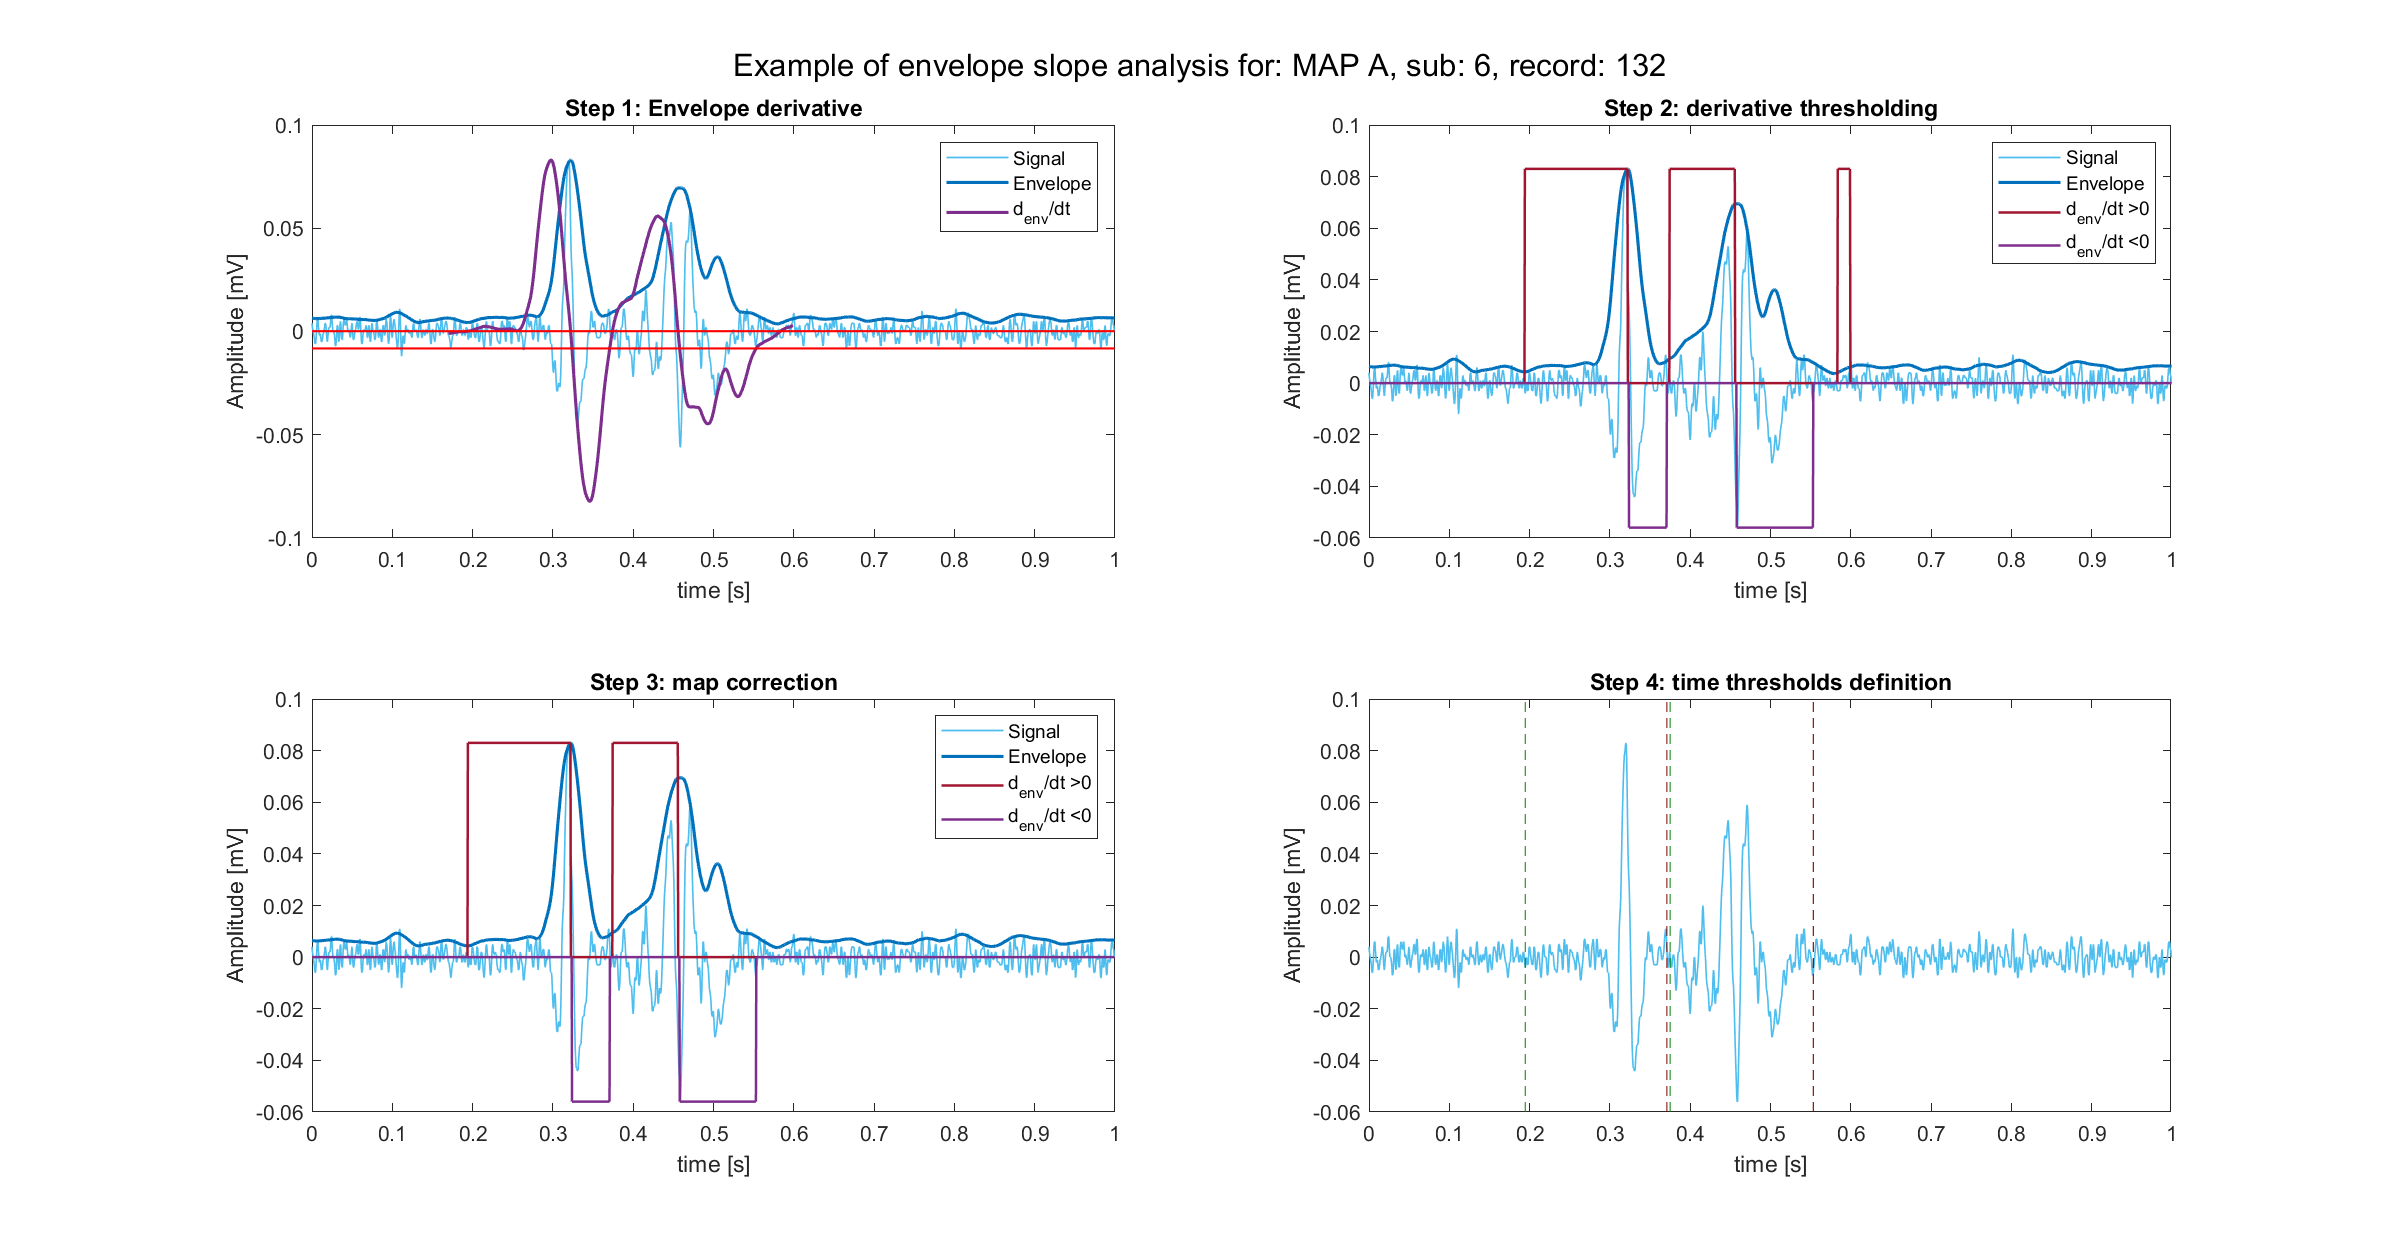 Example of envelope slope analysis for: MAP A, sub: 6, record: 132
Step 1: Envelope derivative
0.1
0.05
0
-0.05
-0.1
Amplitude [mV]
0 0.1 0.2 0.3 0.4 0.5 0.6 0.7 0.8 0.9 1
time [s]
Signal
Envelope
d_env/dt
Step 2: derivative thresholding
0.1
0.08
0.06
0.04
0.02
0
-0.02
-0.04
-0.06
Amplitude [mV]
0 0.1 0.2 0.3 0.4 0.5 0.6 0.7 0.8 0.9 1
time [s]
Signal
Envelope
d_env/dt >0
d_env/dt <0
Step 3: map correction
0.1
0.08
0.06
0.04
0.02
0
-0.02
-0.04
-0.06
Amplitude [mV]
0 0.1 0.2 0.3 0.4 0.5 0.6 0.7 0.8 0.9 1
time [s]
Signal
Envelope
d_env/dt >0
d_env/dt <0
Step 4: time thresholds definition
0.1
0.08
0.06
0.04
0.02
0
-0.02
-0.04
-0.06
Amplitude [mV]
0 0.1 0.2 0.3 0.4 0.5 0.6 0.7 0.8 0.9 1
time [s]